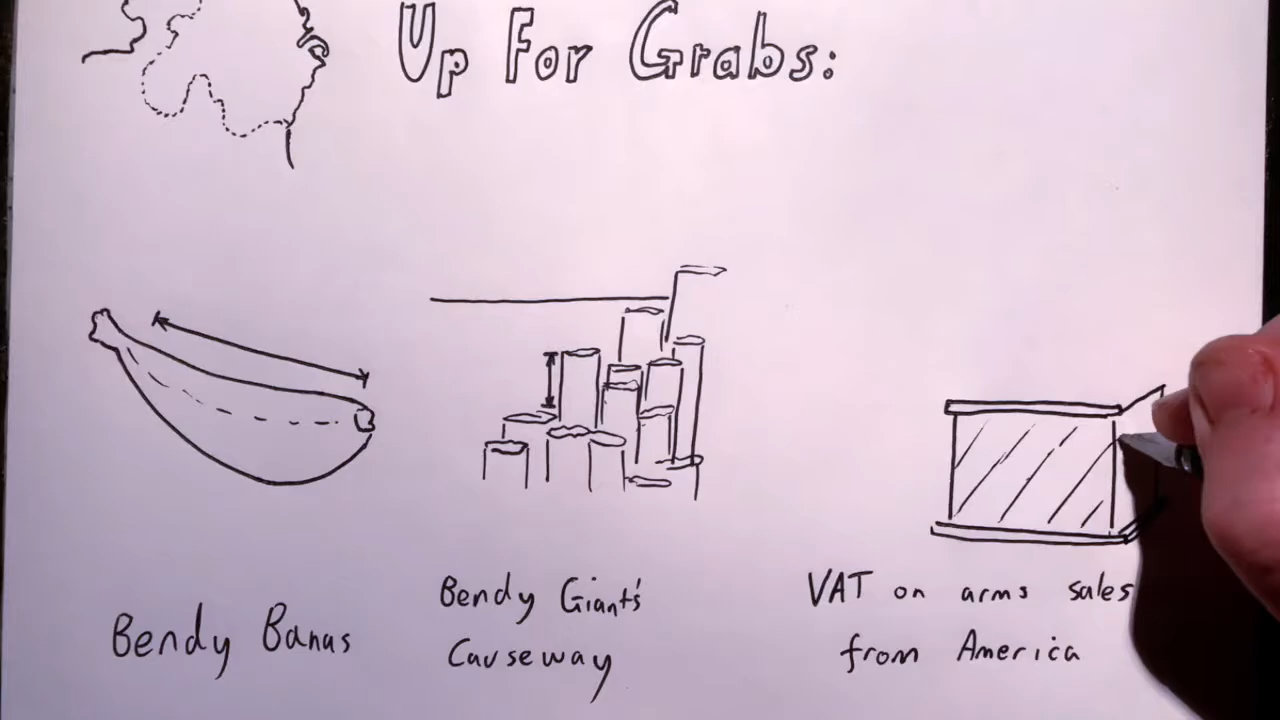 Up For Grabs:
Bendy Banas
Bendy Giant's
Causeway
VAT on arms sales
from America